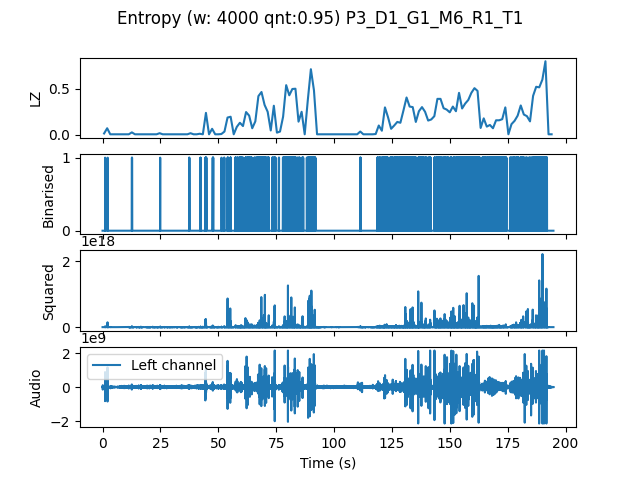 Entropy (w: 4000 qnt:0.95) P3_D1_G1_M6_R1_T1
LZ
0.5
0.0
Binarised
1
0
1e18
Squared
2
0
1e9
Audio
2
0
−2
Left channel
0 25 50 75 100 125 150 175 200
Time (s)